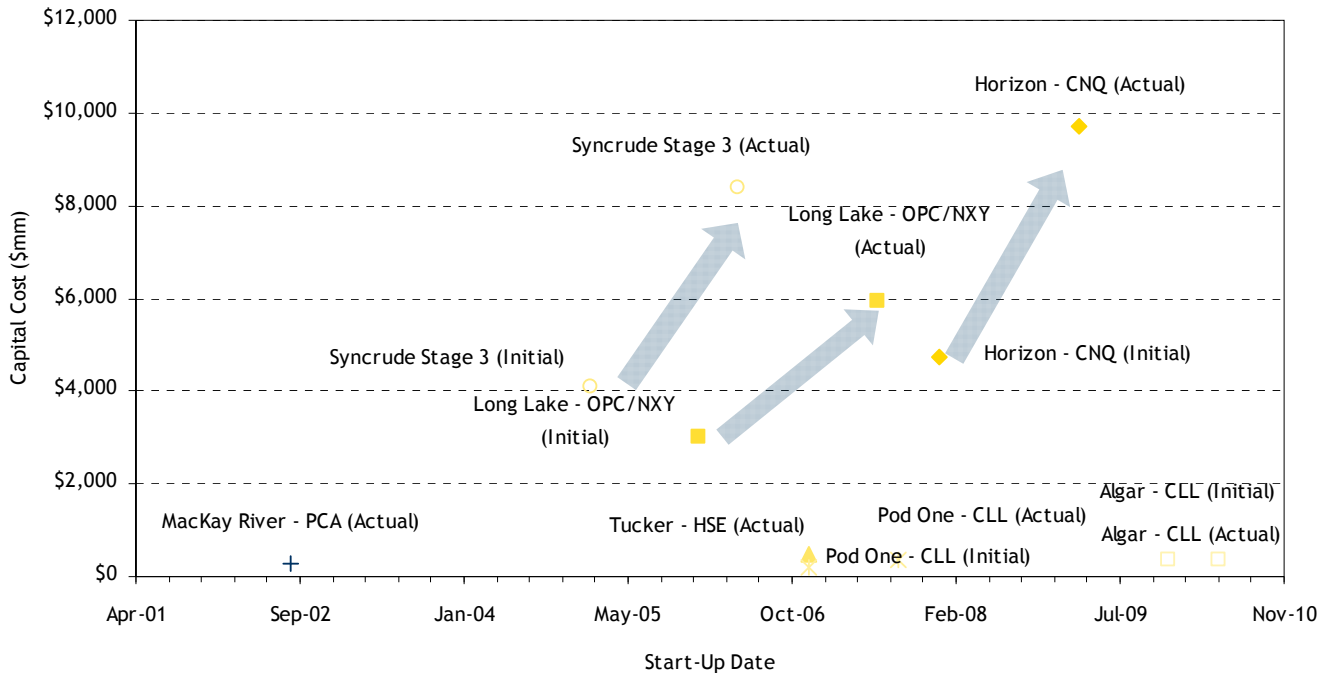 $12,000
Horizon - CNQ (Actual)
$10,000
Syncrude Stage 3 (Actual)
$8,000
Long Lake - OPC/NXY
(Actual)
Capital Cost ($mm)
$6,000
Syncrude Stage 3 (Initial)
Horizon - CNQ (Initial)
$4,000
Long Lake - OPC/NXY
(Initial)
$2,000
Algar - CLL (Initial)
MacKay River - PCA (Actual)
Tucker - HSE (Actual)
Pod One - CLL (Actual)
Algar - CLL (Actual)
Pod One - CLL (Initial)
$0
Apr-01
Sep-02
Jan-04
May-05
Oct-06
Feb-08
Jul-09
Nov-10
Start-Up Date